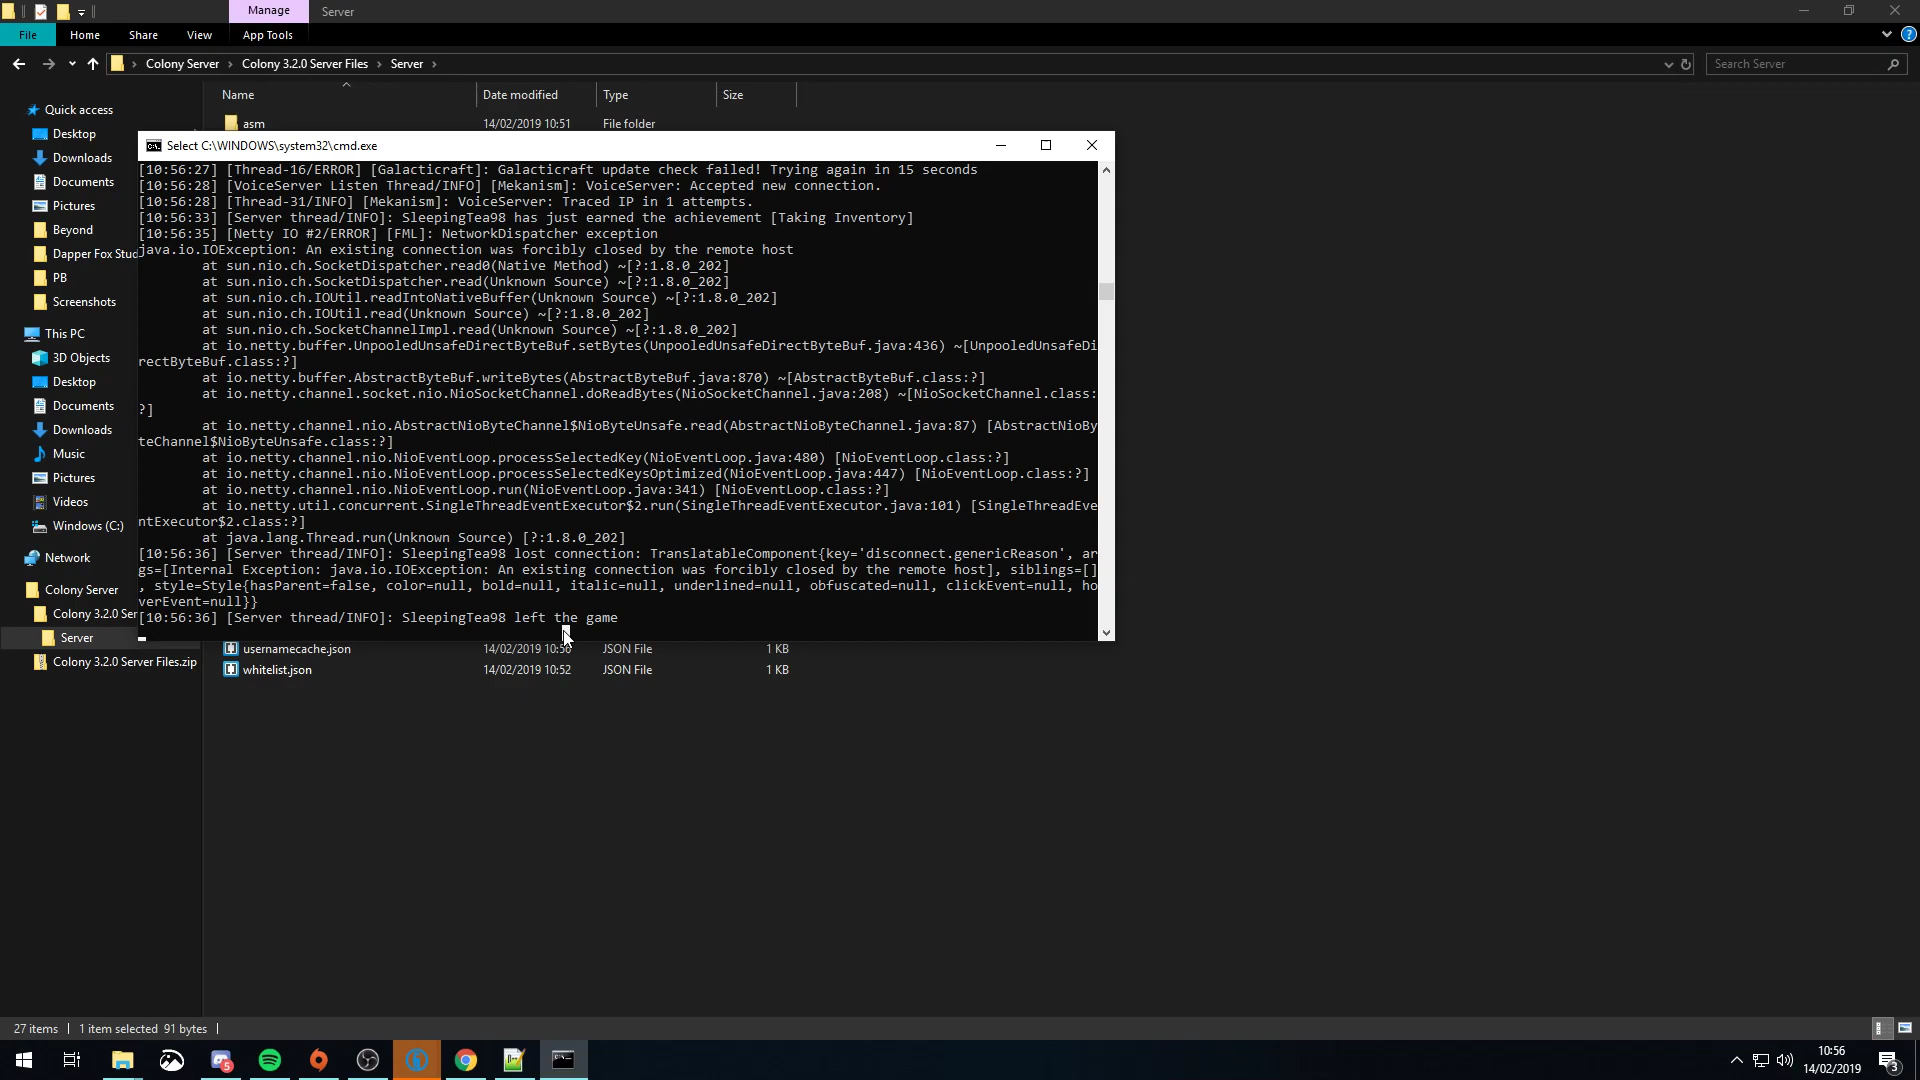 Manage
Server
File
Home
Share
View
App Tools
Colony Server
Colony 3.2.0 Server Files
Server
Search Server
Name
Date modified
Type
Size
Quick access
Desktop
Downloads
Documents
Pictures
Beyond
Dapper Fox Stud
PB
Screenshots
This PC
3D Objects
Desktop
Documents
Downloads
Music
Pictures
Videos
Windows (C:)
Network
Colony Server
Colony 3.2.0 Ser
Server
Colony 3.2.0 Server Files.zip
asm 14/02/2019 10:51 File folder
Select C:\WINDOWS\system32\cmd.exe
[10:56:27] [Thread-16/ERROR] [Galacticraft]: Galacticraft update check failed! Trying again in 15 seconds
[10:56:28] [VoiceServer Listen Thread/INFO] [Mekanism]: VoiceServer: Accepted new connection.
[10:56:28] [Thread-31/INFO] [Mekanism]: VoiceServer: Traced IP in 1 attempts.
[10:56:33] [Server thread/INFO]: SleepingTea98 has just earned the achievement [Taking Inventory]
[10:56:35] [Netty IO #2/ERROR] [FML]: NetworkDispatcher exception
java.io.IOException: An existing connection was forcibly closed by the remote host
at sun.nio.ch.SocketDispatcher.read0(Native Method) ~[?:1.8.0_202]
at sun.nio.ch.SocketDispatcher.read(Unknown Source) ~[?:1.8.0_202]
at sun.nio.ch.IOUtil.readIntoNativeBuffer(Unknown Source) ~[?:1.8.0_202]
at sun.nio.ch.IOUtil.read(Unknown Source) ~[?:1.8.0_202]
at sun.nio.ch.SocketChannelImpl.read(Unknown Source) ~[?:1.8.0_202]
at io.netty.buffer.UnpooledUnsafeDirectByteBuf.setBytes(UnpooledUnsafeDirectByteBuf.java:436) ~[UnpooledUnsafeDi
rectByteBuf.class:?]
at io.netty.buffer.AbstractByteBuf.writeBytes(AbstractByteBuf.java:870) ~[AbstractByteBuf.class:?]
at io.netty.channel.socket.nio.NioSocketChannel.doReadBytes(NioSocketChannel.java:208) ~[NioSocketChannel.class:
?]
at io.netty.channel.nio.AbstractNioByteChannel$NioByteUnsafe.read(AbstractNioByteChannel.java:87) [AbstractNioBy
teChannel$NioByteUnsafe.class:?]
at io.netty.channel.nio.NioEventLoop.processSelectedKey(NioEventLoop.java:480) [NioEventLoop.class:?]
at io.netty.channel.nio.NioEventLoop.processSelectedKeysOptimized(NioEventLoop.java:447) [NioEventLoop.class:?]
at io.netty.channel.nio.NioEventLoop.run(NioEventLoop.java:341) [NioEventLoop.class:?]
at io.netty.util.concurrent.SingleThreadEventExecutor$2.run(SingleThreadEventExecutor.java:101) [SingleThreadEve
ntExecutor$2.class:?]
at java.lang.Thread.run(Unknown Source) [?:1.8.0_202]
[10:56:36] [Server thread/INFO]: SleepingTea98 lost connection: TranslatableComponent{key='disconnect.genericReason', ar
gs=[Internal Exception: java.io.IOException: An existing connection was forcibly closed by the remote host], siblings=[]
, style=Style{hasParent=false, color=null, bold=null, italic=null, underlined=null, obfuscated=null, clickEvent=null, ho
verEvent=null}}
[10:56:36] [Server thread/INFO]: SleepingTea98 left the game
usernamecache.json 14/02/2019 10:56 JSON File 1 KB
whitelist.json 14/02/2019 10:52 JSON File 1 KB
27 items
1 item selected 91 bytes
5
10:56
14/02/2019
3